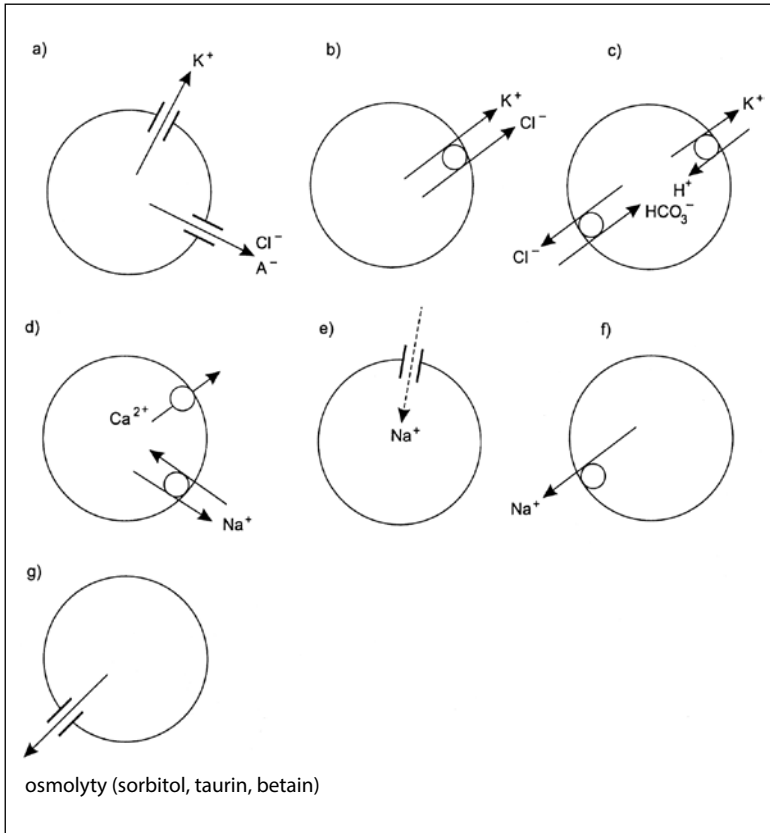 a)
K⁺
Cl⁻
A⁻
b)
K⁺
Cl⁻
c)
K⁺
H⁺
HCO₃⁻
Cl⁻
d)
Ca²⁺
Na⁺
e)
Na⁺
f)
Na⁺
g)
osmolyty (sorbitol, taurin, betain)